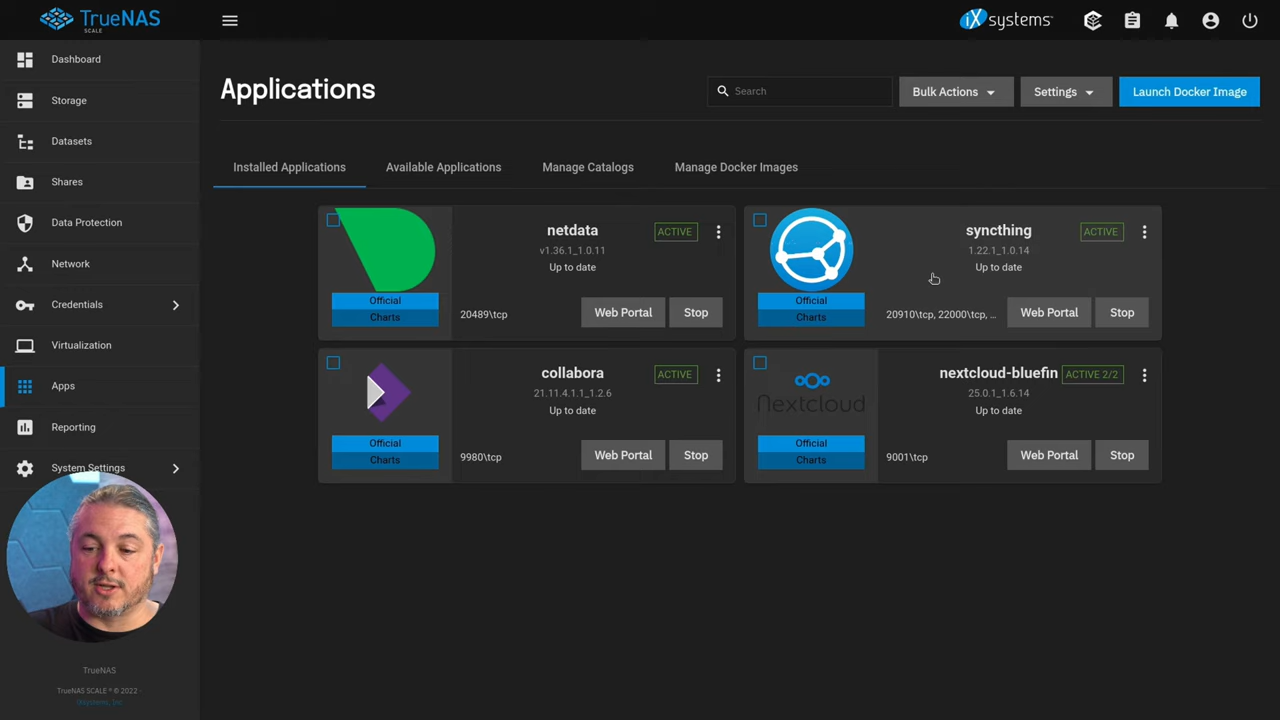 TrueNAS
SCALE
iXsystems
Dashboard
Storage
Datasets
Shares
Data Protection
Network
Credentials
Virtualization
Apps
Reporting
System Settings
TrueNAS
TrueNAS SCALE ® © 2022 -
iXsystems, Inc.
Applications
Search
Bulk Actions
Settings
Launch Docker Image
Installed Applications
Available Applications
Manage Catalogs
Manage Docker Images
netdata
ACTIVE
v1.36.1_1.0.11
Up to date
Official
Charts
20489\tcp
Web Portal
Stop
syncthing
ACTIVE
1.22.1_1.0.14
Up to date
Official
Charts
20910\tcp, 22000\tcp, ...
Web Portal
Stop
collabora
ACTIVE
21.11.4.1.1_1.2.6
Up to date
Official
Charts
9980\tcp
Web Portal
Stop
Nextcloud
nextcloud-bluefin
ACTIVE 2/2
25.0.1_1.6.14
Up to date
Official
Charts
9001\tcp
Web Portal
Stop